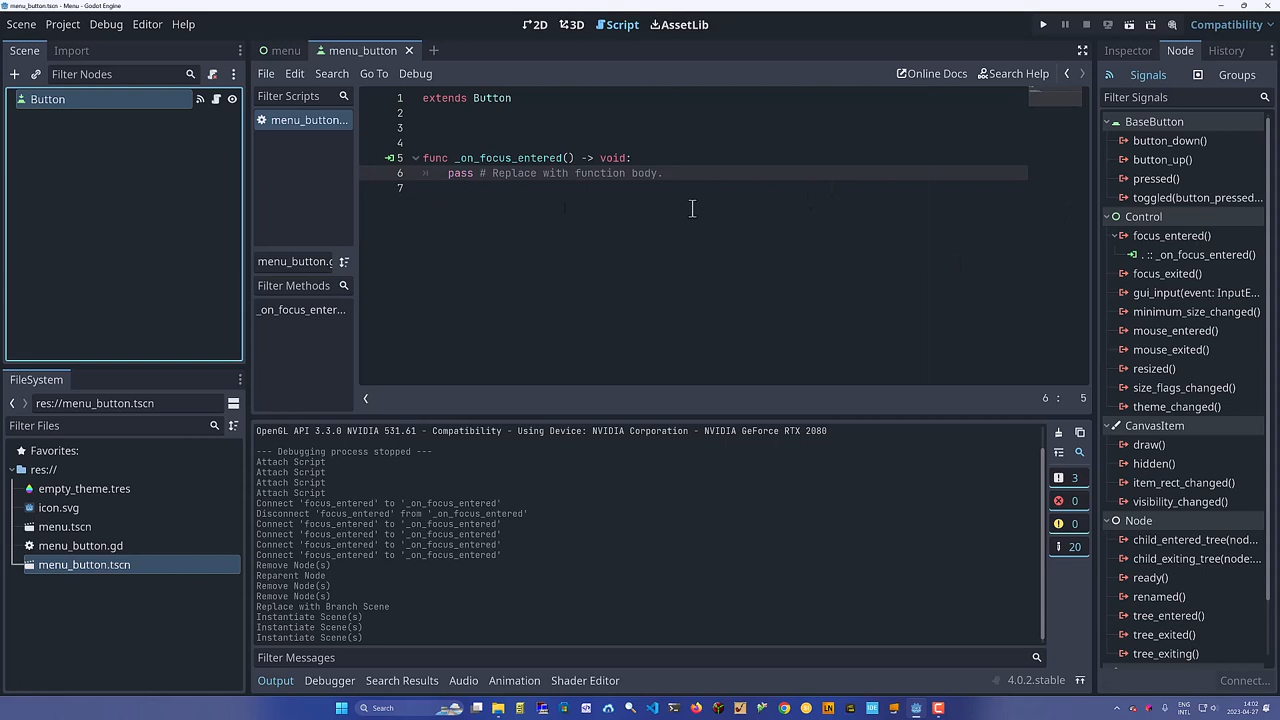 menu_button.tscn - Menu - Godot Engine
Scene Project Debug Editor Help
2D 3D Script AssetLib
Compatibility
Scene Import
Filter Nodes
Button
menu menu_button
File Edit Search Go To Debug
Online Docs Search Help
Filter Scripts
menu_button...
menu_button.g
Filter Methods
_on_focus_enter...
1 extends Button
2
3
4
5 func _on_focus_entered() -> void:
6 pass # Replace with function body.
7
6 : 5
Inspector Node History
Signals Groups
Filter Signals
BaseButton
button_down()
button_up()
pressed()
toggled(button_pressed...
Control
focus_entered()
. :: _on_focus_entered()
focus_exited()
gui_input(event: InputE...
minimum_size_changed()
mouse_entered()
mouse_exited()
resized()
size_flags_changed()
theme_changed()
CanvasItem
draw()
hidden()
item_rect_changed()
visibility_changed()
Node
child_entered_tree(nod...
child_exiting_tree(node:...
ready()
renamed()
tree_entered()
tree_exited()
tree_exiting()
Connect...
FileSystem
res://menu_button.tscn
Filter Files
Favorites:
res://
empty_theme.tres
icon.svg
menu.tscn
menu_button.gd
menu_button.tscn
OpenGL API 3.3.0 NVIDIA 531.61 - Compatibility - Using Device: NVIDIA Corporation - NVIDIA GeForce RTX 2080
--- Debugging process stopped ---
Attach Script
Attach Script
Attach Script
Attach Script
Connect 'focus_entered' to '_on_focus_entered'
Disconnect 'focus_entered' from '_on_focus_entered'
Connect 'focus_entered' to '_on_focus_entered'
Connect 'focus_entered' to '_on_focus_entered'
Connect 'focus_entered' to '_on_focus_entered'
Connect 'focus_entered' to '_on_focus_entered'
Remove Node(s)
Reparent Node
Remove Node(s)
Remove Node(s)
Replace with Branch Scene
Instantiate Scene(s)
Instantiate Scene(s)
Instantiate Scene(s)
3
0
0
20
Filter Messages
Output Debugger Search Results Audio Animation Shader Editor
4.0.2.stable
Search
IDE
LN
ENG
INTL
14:02
2023-04-27